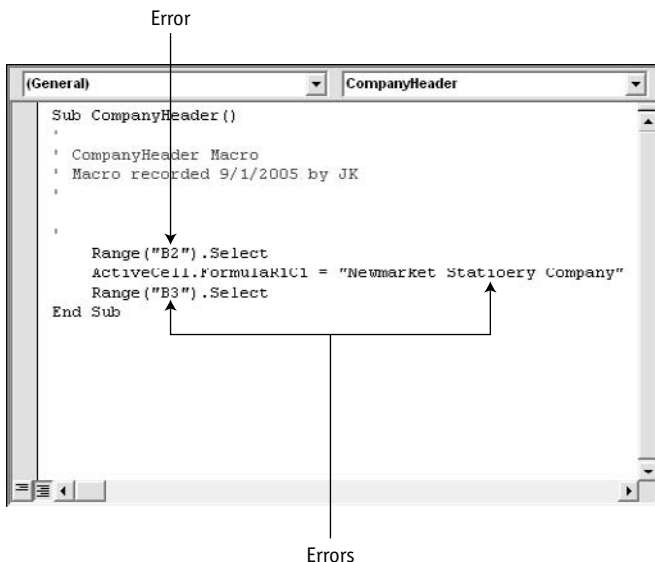 Error
(General) CompanyHeader
Sub CompanyHeader()
'
' CompanyHeader Macro
' Macro recorded 9/1/2005 by JK
'
'
Range("B2").Select
ActiveCell.FormulaR1C1 = "Newmarket Statioery Company"
Range("B3").Select
End Sub
Errors